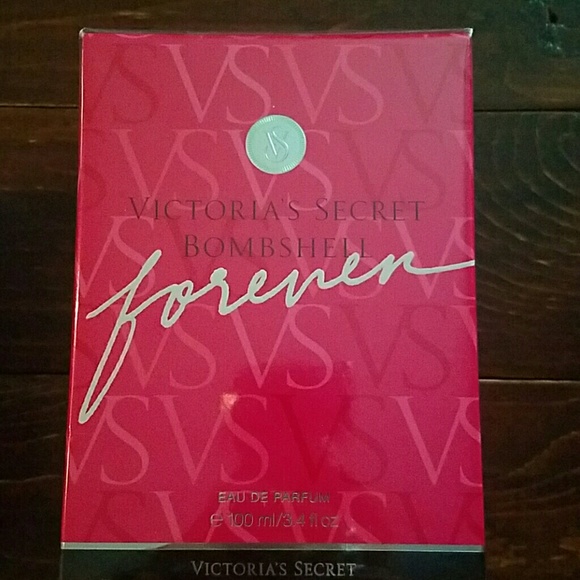 VS
VICTORIA'S SECRET
BOMBSHELL
forever
EAU DE PARFUM
e 100 ml/3.4 fl oz
VICTORIA'S SECRET